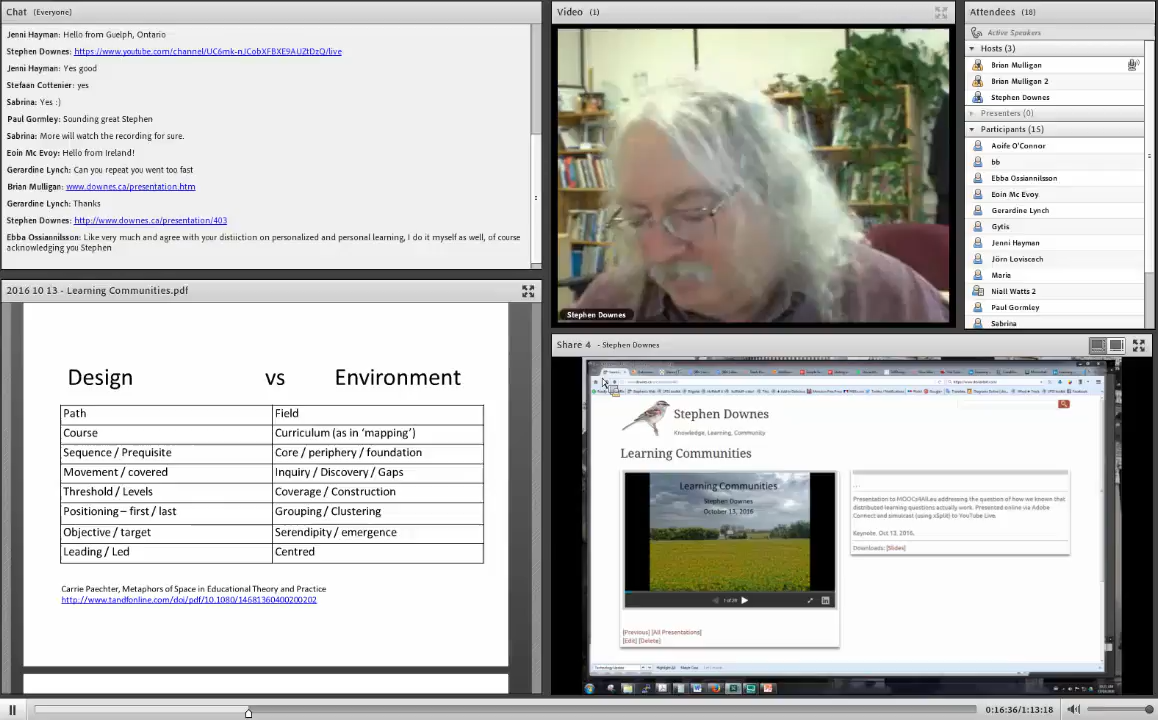 Chat (Everyone)
Jenni Hayman: Hello from Guelph, Ontario
Stephen Downes: https://www.youtube.com/channel/UC6mk-nJCobXFBXE9AUZtDzQ/live
Jenni Hayman: Yes good
Stefaan Cottenier: yes
Sabrina: Yes :)
Paul Gormley: Sounding great Stephen
Sabrina: More will watch the recording for sure.
Eoin Mc Evoy: Hello from Ireland!
Gerardine Lynch: Can you repeat you went too fast
Brian Mulligan: www.downes.ca/presentation.htm
Gerardine Lynch: Thanks
Stephen Downes: http://www.downes.ca/presentation/403
Ebba Ossiannilsson: Like very much and agree with your distiiction on personalized and personal learning, I do it myself as well, of course
acknowledging you Stephen
Video (1)
Stephen Downes
Attendees (18)
Active Speakers
Hosts (3)
Brian Mulligan
Brian Mulligan 2
Stephen Downes
Presenters (0)
Participants (15)
Aoife O'Connor
bb
Ebba Ossiannilsson
Eoin Mc Evoy
Gerardine Lynch
Gytis
Jenni Hayman
Jörn Loviscach
Maria
Niall Watts 2
Paul Gormley
Sabrina
2016 10 13 - Learning Communities.pdf
Design vs Environment
Path Field
Course Curriculum (as in ‘mapping’)
Sequence / Prequisite Core / periphery / foundation
Movement / covered Inquiry / Discovery / Gaps
Threshold / Levels Coverage / Construction
Positioning – first / last Grouping / Clustering
Objective / target Serendipity / emergence
Leading / Led Centred
Carrie Paechter, Metaphors of Space in Educational Theory and Practice
http://www.tandfonline.com/doi/pdf/10.1080/14681360400200202
Share 4 - Stephen Downes
Stephen Downes
Knowledge, Learning, Community
Learning Communities
Learning Communities
Stephen Downes
October 13, 2016
...
Presentation to MOOCs4All.eu addressing the question of how we known that
distributed learning questions actually work. Presented online via Adobe
Connect and simulcast (using xSplit) to YouTube Live.
Keynote, Oct 13, 2016.
Downloads: [Slides]
[Previous] [All Presentations]
[Edit] [Delete]
0:16:36/1:13:18